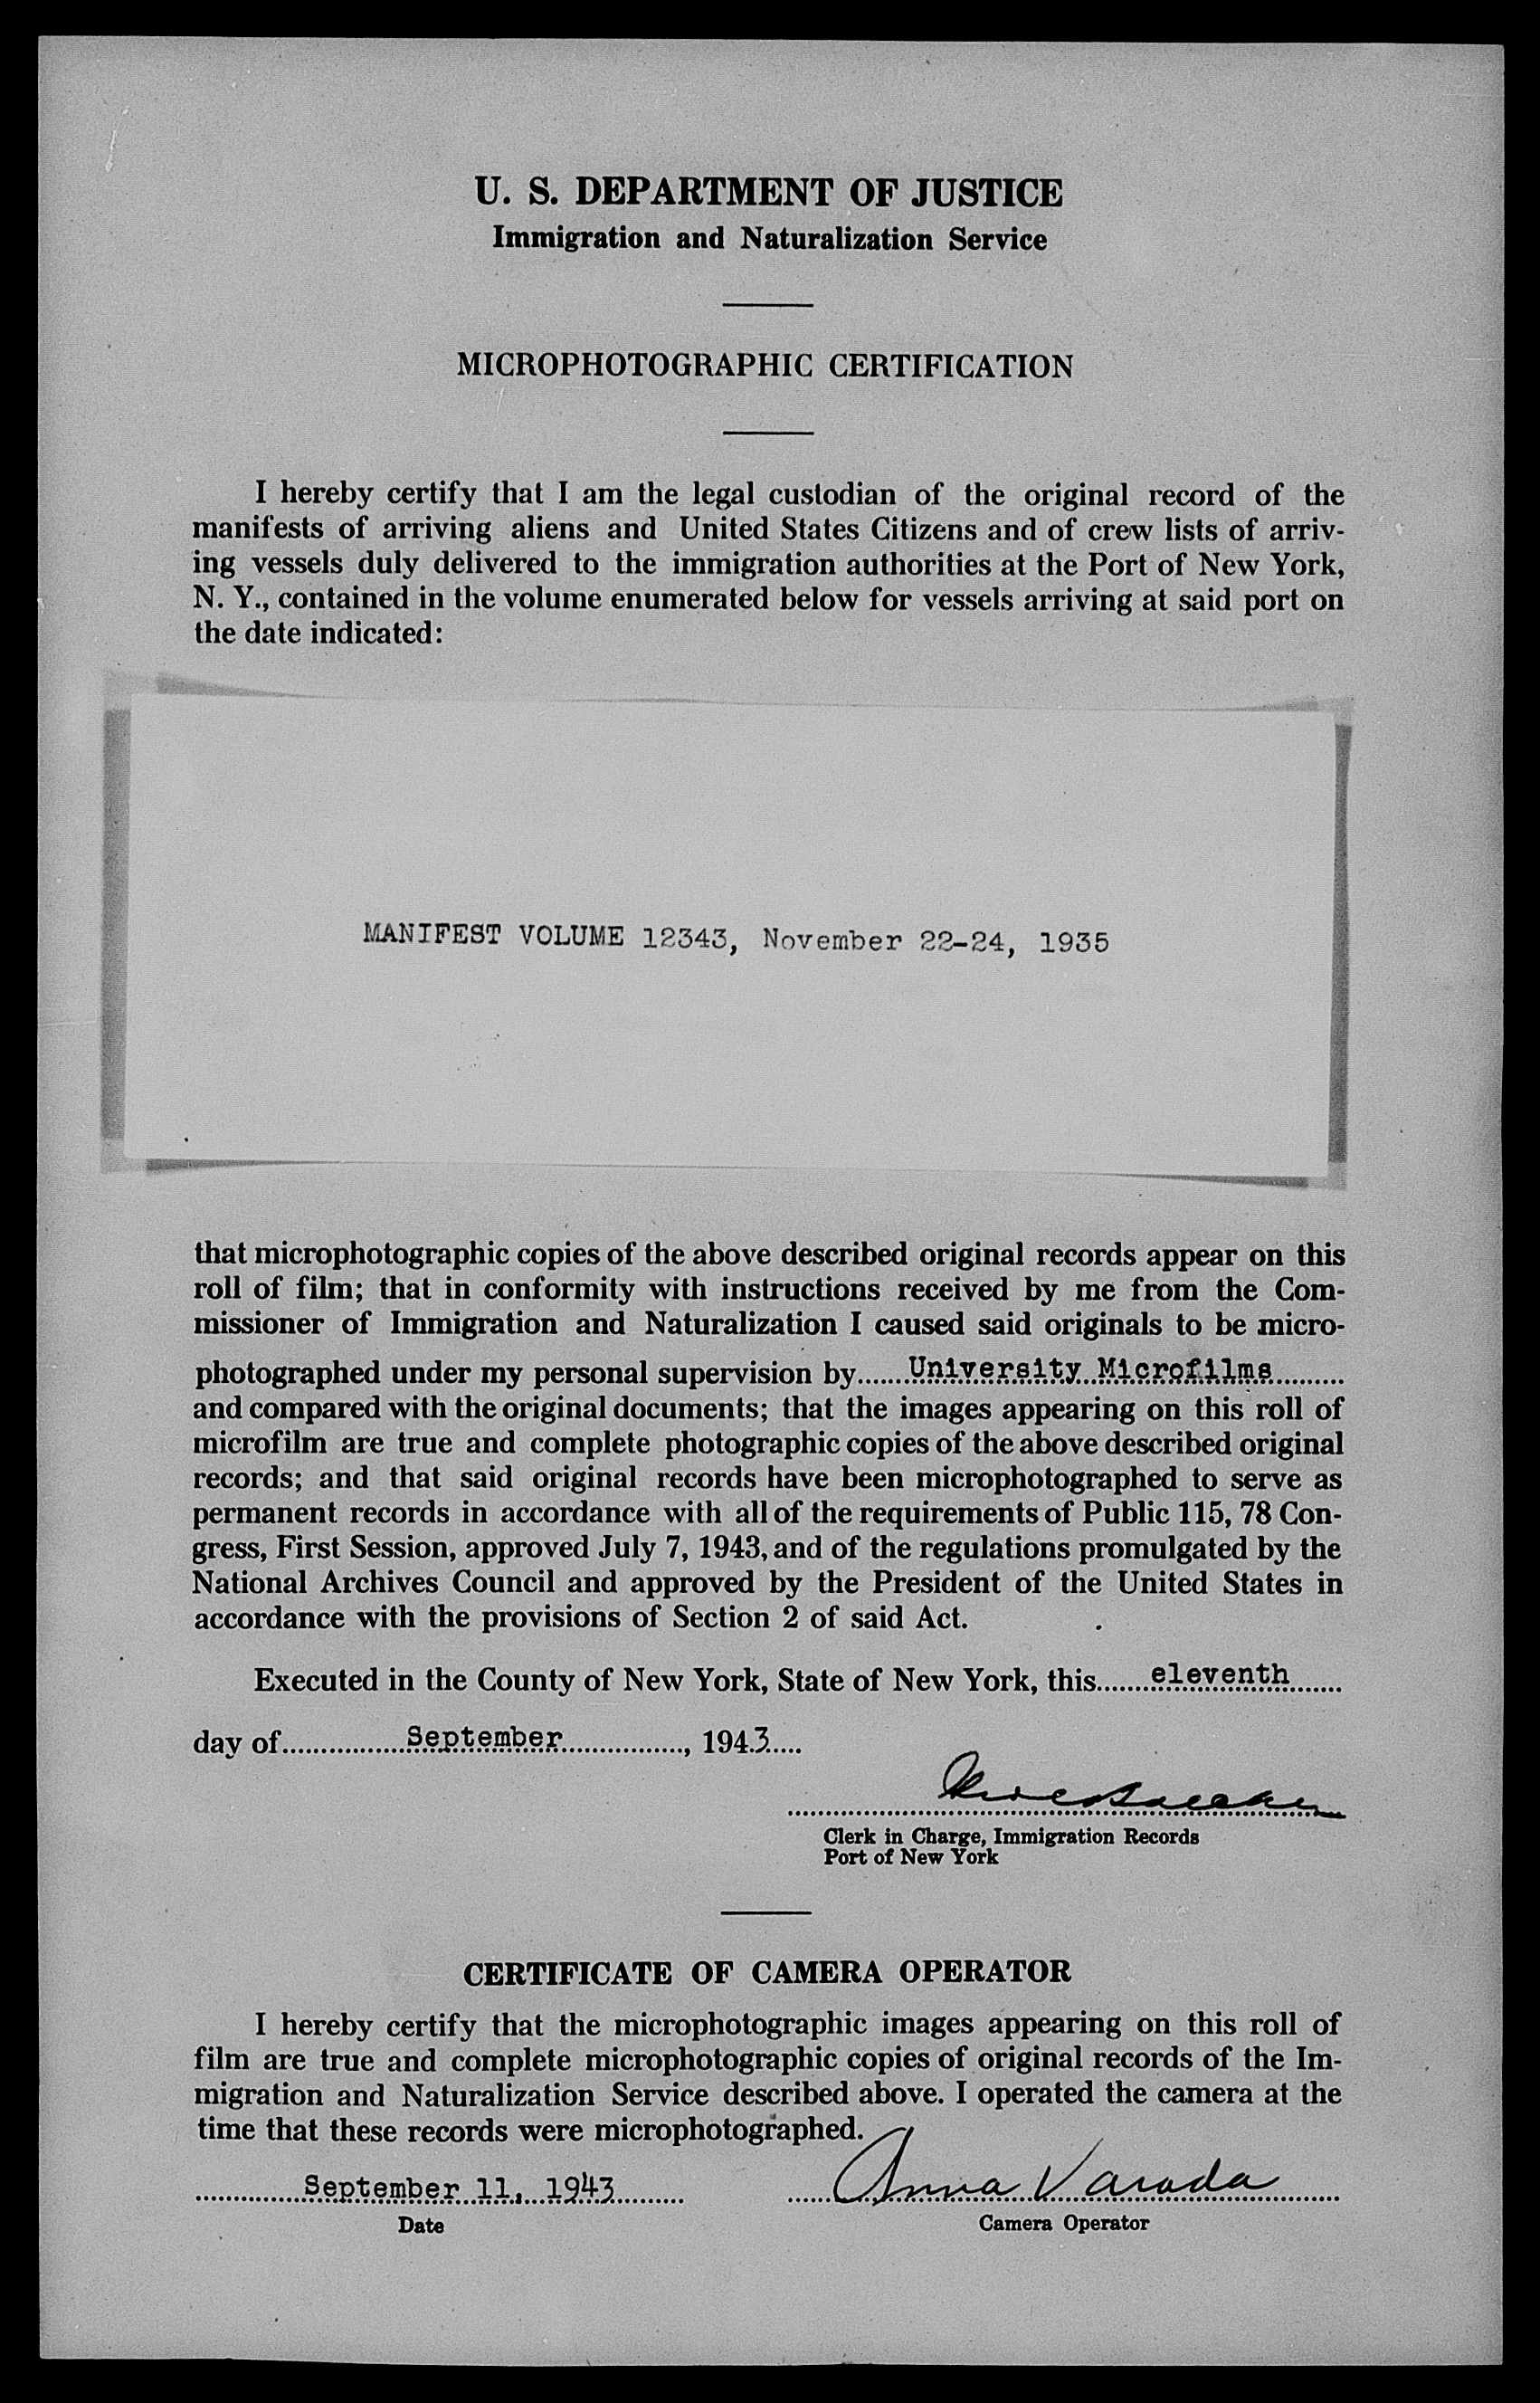 U. S. DEPARTMENT OF JUSTICE
Immigration and Naturalization Service
MICROPHOTOGRAPHIC CERTIFICATION
I hereby certify that I am the legal custodian of the original record of the
manifests of arriving aliens and United States Citizens and of crew lists of arriv-
ing vessels duly delivered to the immigration authorities at the Port of New York,
N. Y., contained in the volume enumerated below for vessels arriving at said port on
the date indicated:
MANIFEST VOLUME 12343, November 22-24, 1935
that microphotographic copies of the above described original records appear on this
roll of film; that in conformity with instructions received by me from the Com-
missioner of Immigration and Naturalization I caused said originals to be micro-
photographed under my personal supervision by.......University Microfilms.........
and compared with the original documents; that the images appearing on this roll of
microfilm are true and complete photographic copies of the above described original
records; and that said original records have been microphotographed to serve as
permanent records in accordance with all of the requirements of Public 115, 78 Con-
gress, First Session, approved July 7, 1943, and of the regulations promulgated by the
National Archives Council and approved by the President of the United States in
accordance with the provisions of Section 2 of said Act.
Executed in the County of New York, State of New York, this.......eleventh.......
day of................September................, 1943.....
Clerk in Charge, Immigration Records
Port of New York
CERTIFICATE OF CAMERA OPERATOR
I hereby certify that the microphotographic images appearing on this roll of
film are true and complete microphotographic copies of original records of the Im-
migration and Naturalization Service described above. I operated the camera at the
time that these records were microphotographed.
September 11, 1943 Anna Varada
Date Camera Operator